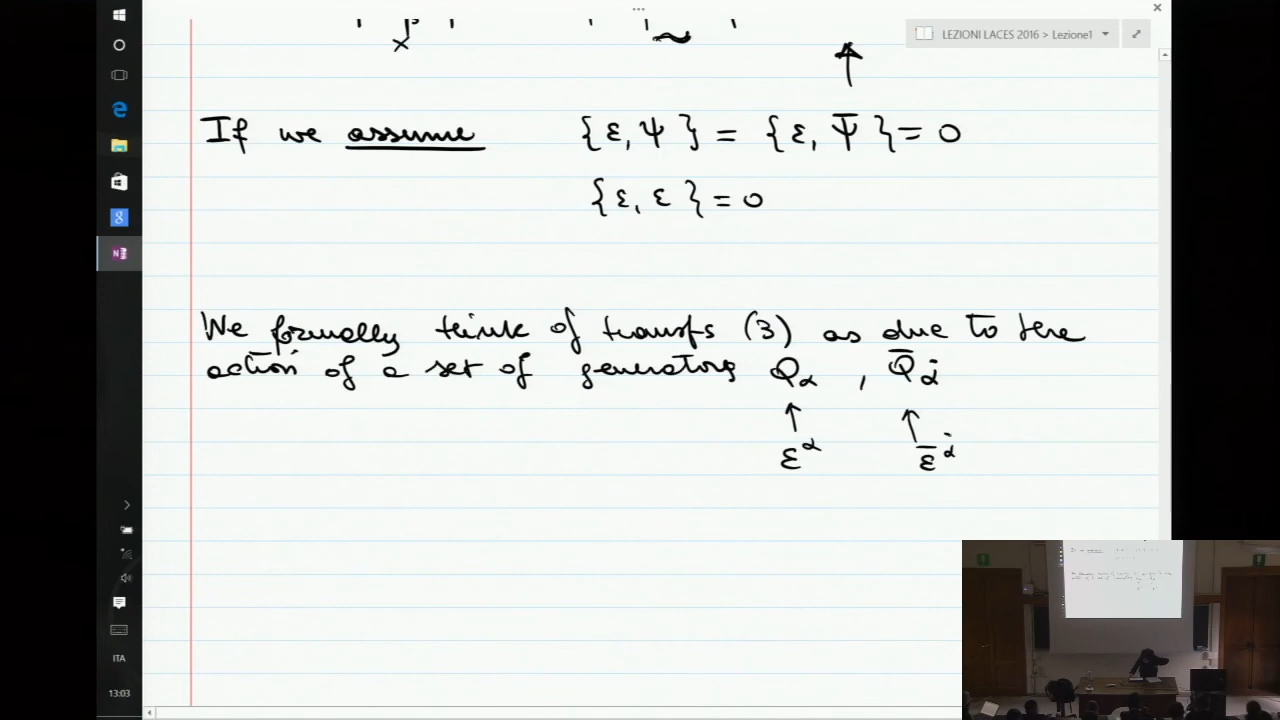 LEZIONI LACES 2016 > Lezione1
If we assume {ε, ψ} = {ε, ψ̄} = 0
{ε, ε} = 0
We formally think of transfs (3) as due to the
action of a set of generators Q_α , Q̄_α̇
ε^α ε̄^α̇
ITA
13:03